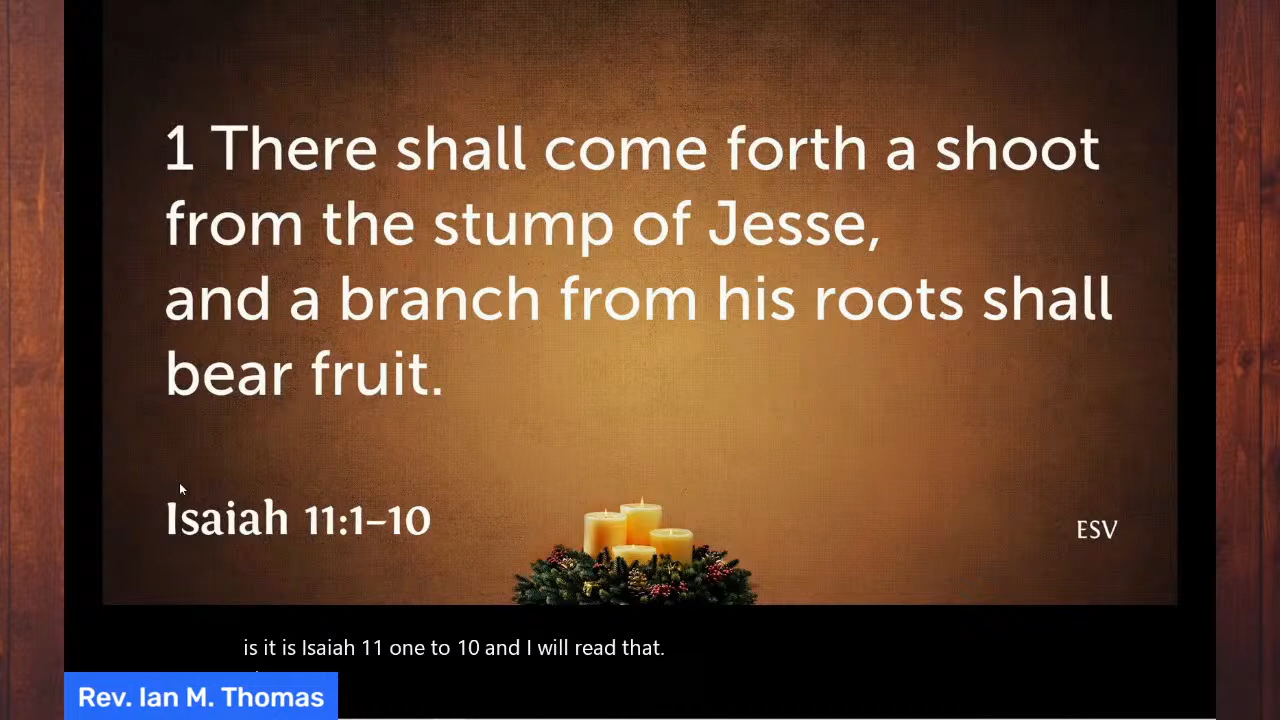 1 There shall come forth a shoot
from the stump of Jesse,
and a branch from his roots shall
bear fruit.
Isaiah 11:1–10
ESV
is it is Isaiah 11 one to 10 and I will read that.
Rev. Ian M. Thomas